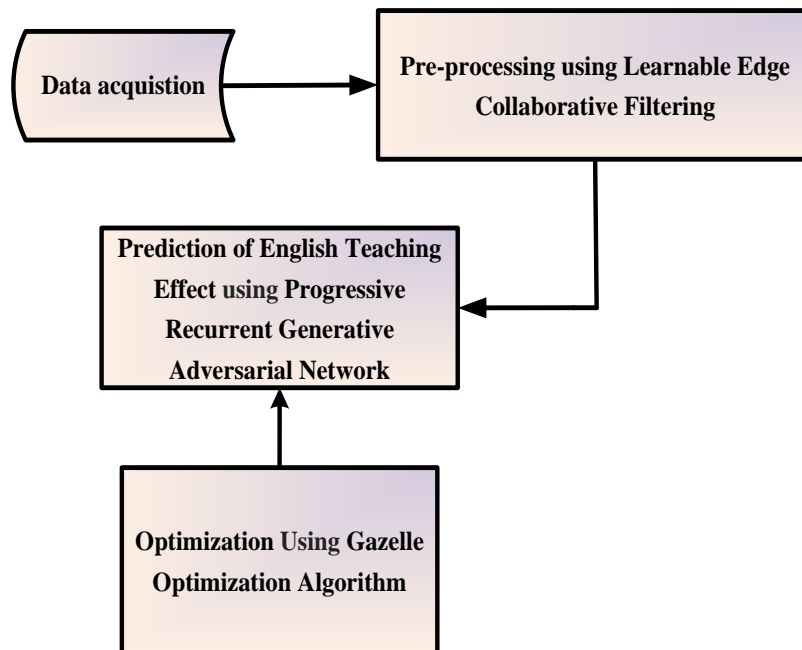 Data acquistion
Pre-processing using Learnable Edge
Collaborative Filtering
Prediction of English Teaching
Effect using Progressive
Recurrent Generative
Adversarial Network
Optimization Using Gazelle
Optimization Algorithm